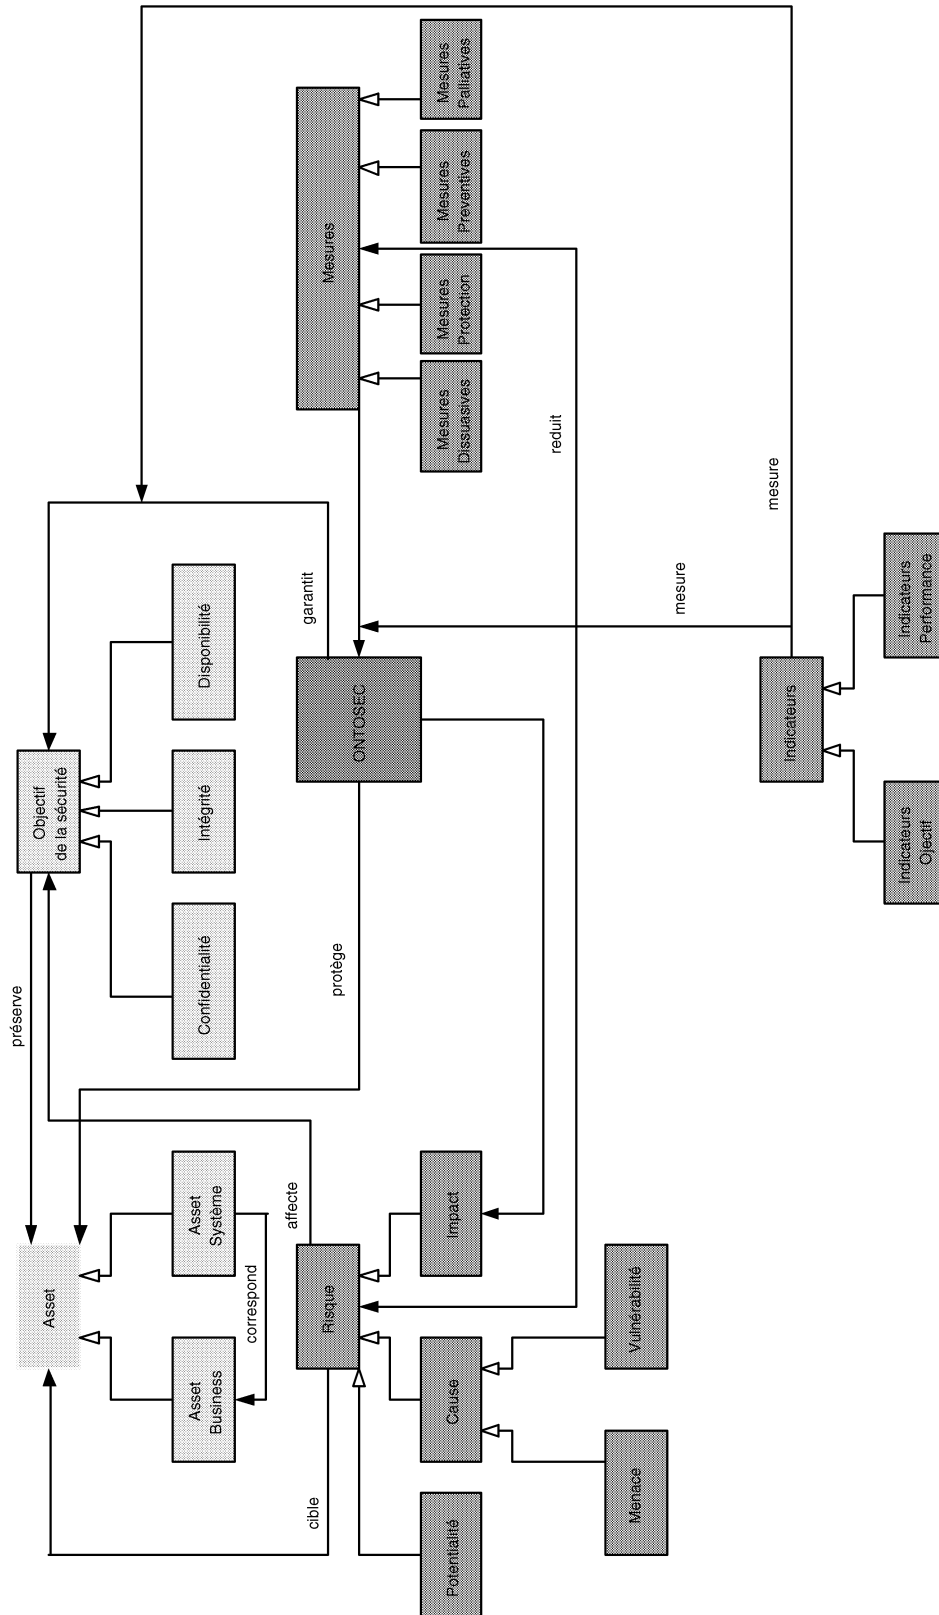 Asset
préserve
Objectif
de la sécurité
Asset
Business
Asset
Système
Confidentialité
Intégrité
Disponibilité
correspond
cible
affecte
garantit
Risque
protège
ONTOSEC
Mesures
Potentialité
Cause
Impact
Mesures
Dissuasives
Mesures
Protection
Mesures
Preventives
Mesures
Palliatives
reduit
Menace
Vulnérabilité
mesure
mesure
Indicateurs
Indicateurs
Ojectif
Indicateurs
Performance